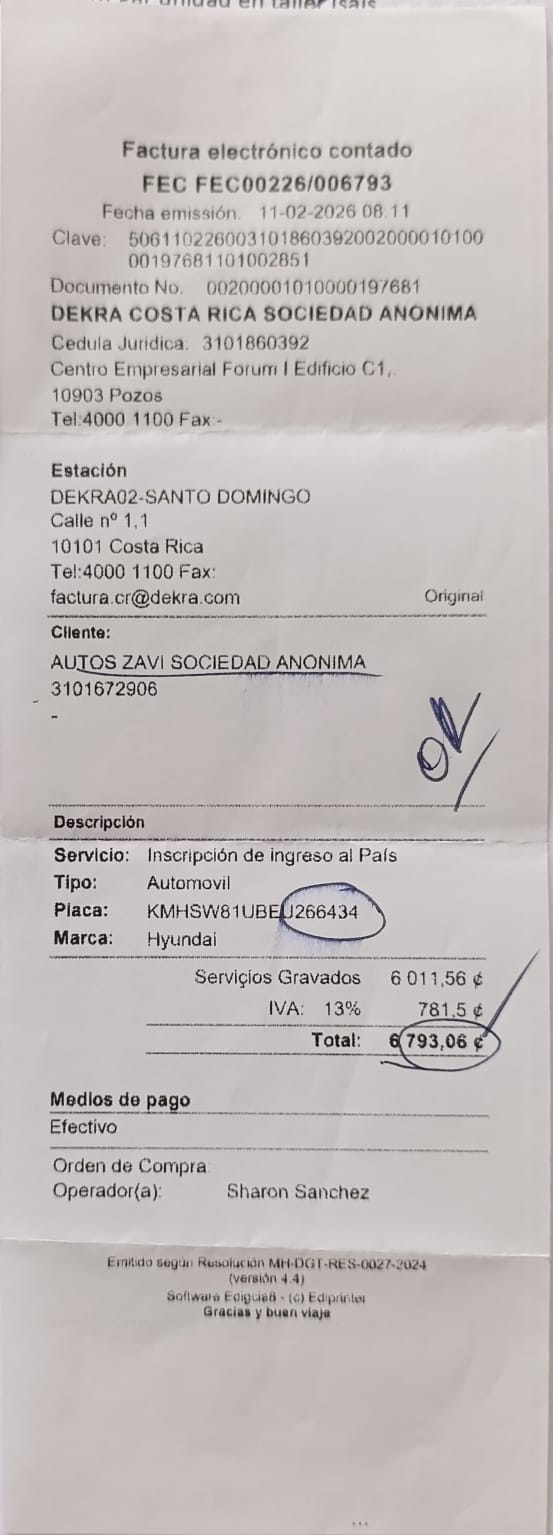 Factura electrónico contado
FEC FEC00226/006793
Fecha emisión: 11-02-2026 08:11
Clave: 50611022600310186039200200001010​0
00197681101002851
Documento No. 00200001010000197681
DEKRA COSTA RICA SOCIEDAD ANONIMA
Cedula Juridica: 3101860392
Centro Empresarial Forum I Edificio C1,
10903 Pozos
Tel:4000 1100 Fax:-
Estación
DEKRA02-SANTO DOMINGO
Calle nº 1,1
10101 Costa Rica
Tel:4000 1100 Fax:
factura.cr@dekra.com Original
Cliente:
AUTOS ZAVI SOCIEDAD ANONIMA
3101672906
-
OK
Descripción
Servicio: Inscripción de ingreso al País
Tipo: Automovil
Placa: KMHSW81UBEU266434
Marca: Hyundai
Servicios Gravados 6 011,56 ¢
IVA: 13% 781,5 ¢
Total: 6 793,06 ¢
Medios de pago
Efectivo
Orden de Compra:
Operador(a): Sharon Sanchez
Emitido según Resolución MH-DGT-RES-0027-2024
(versión 4.4)
Software Edigcia8 - (c) Ediprinter
Gracias y buen viaje